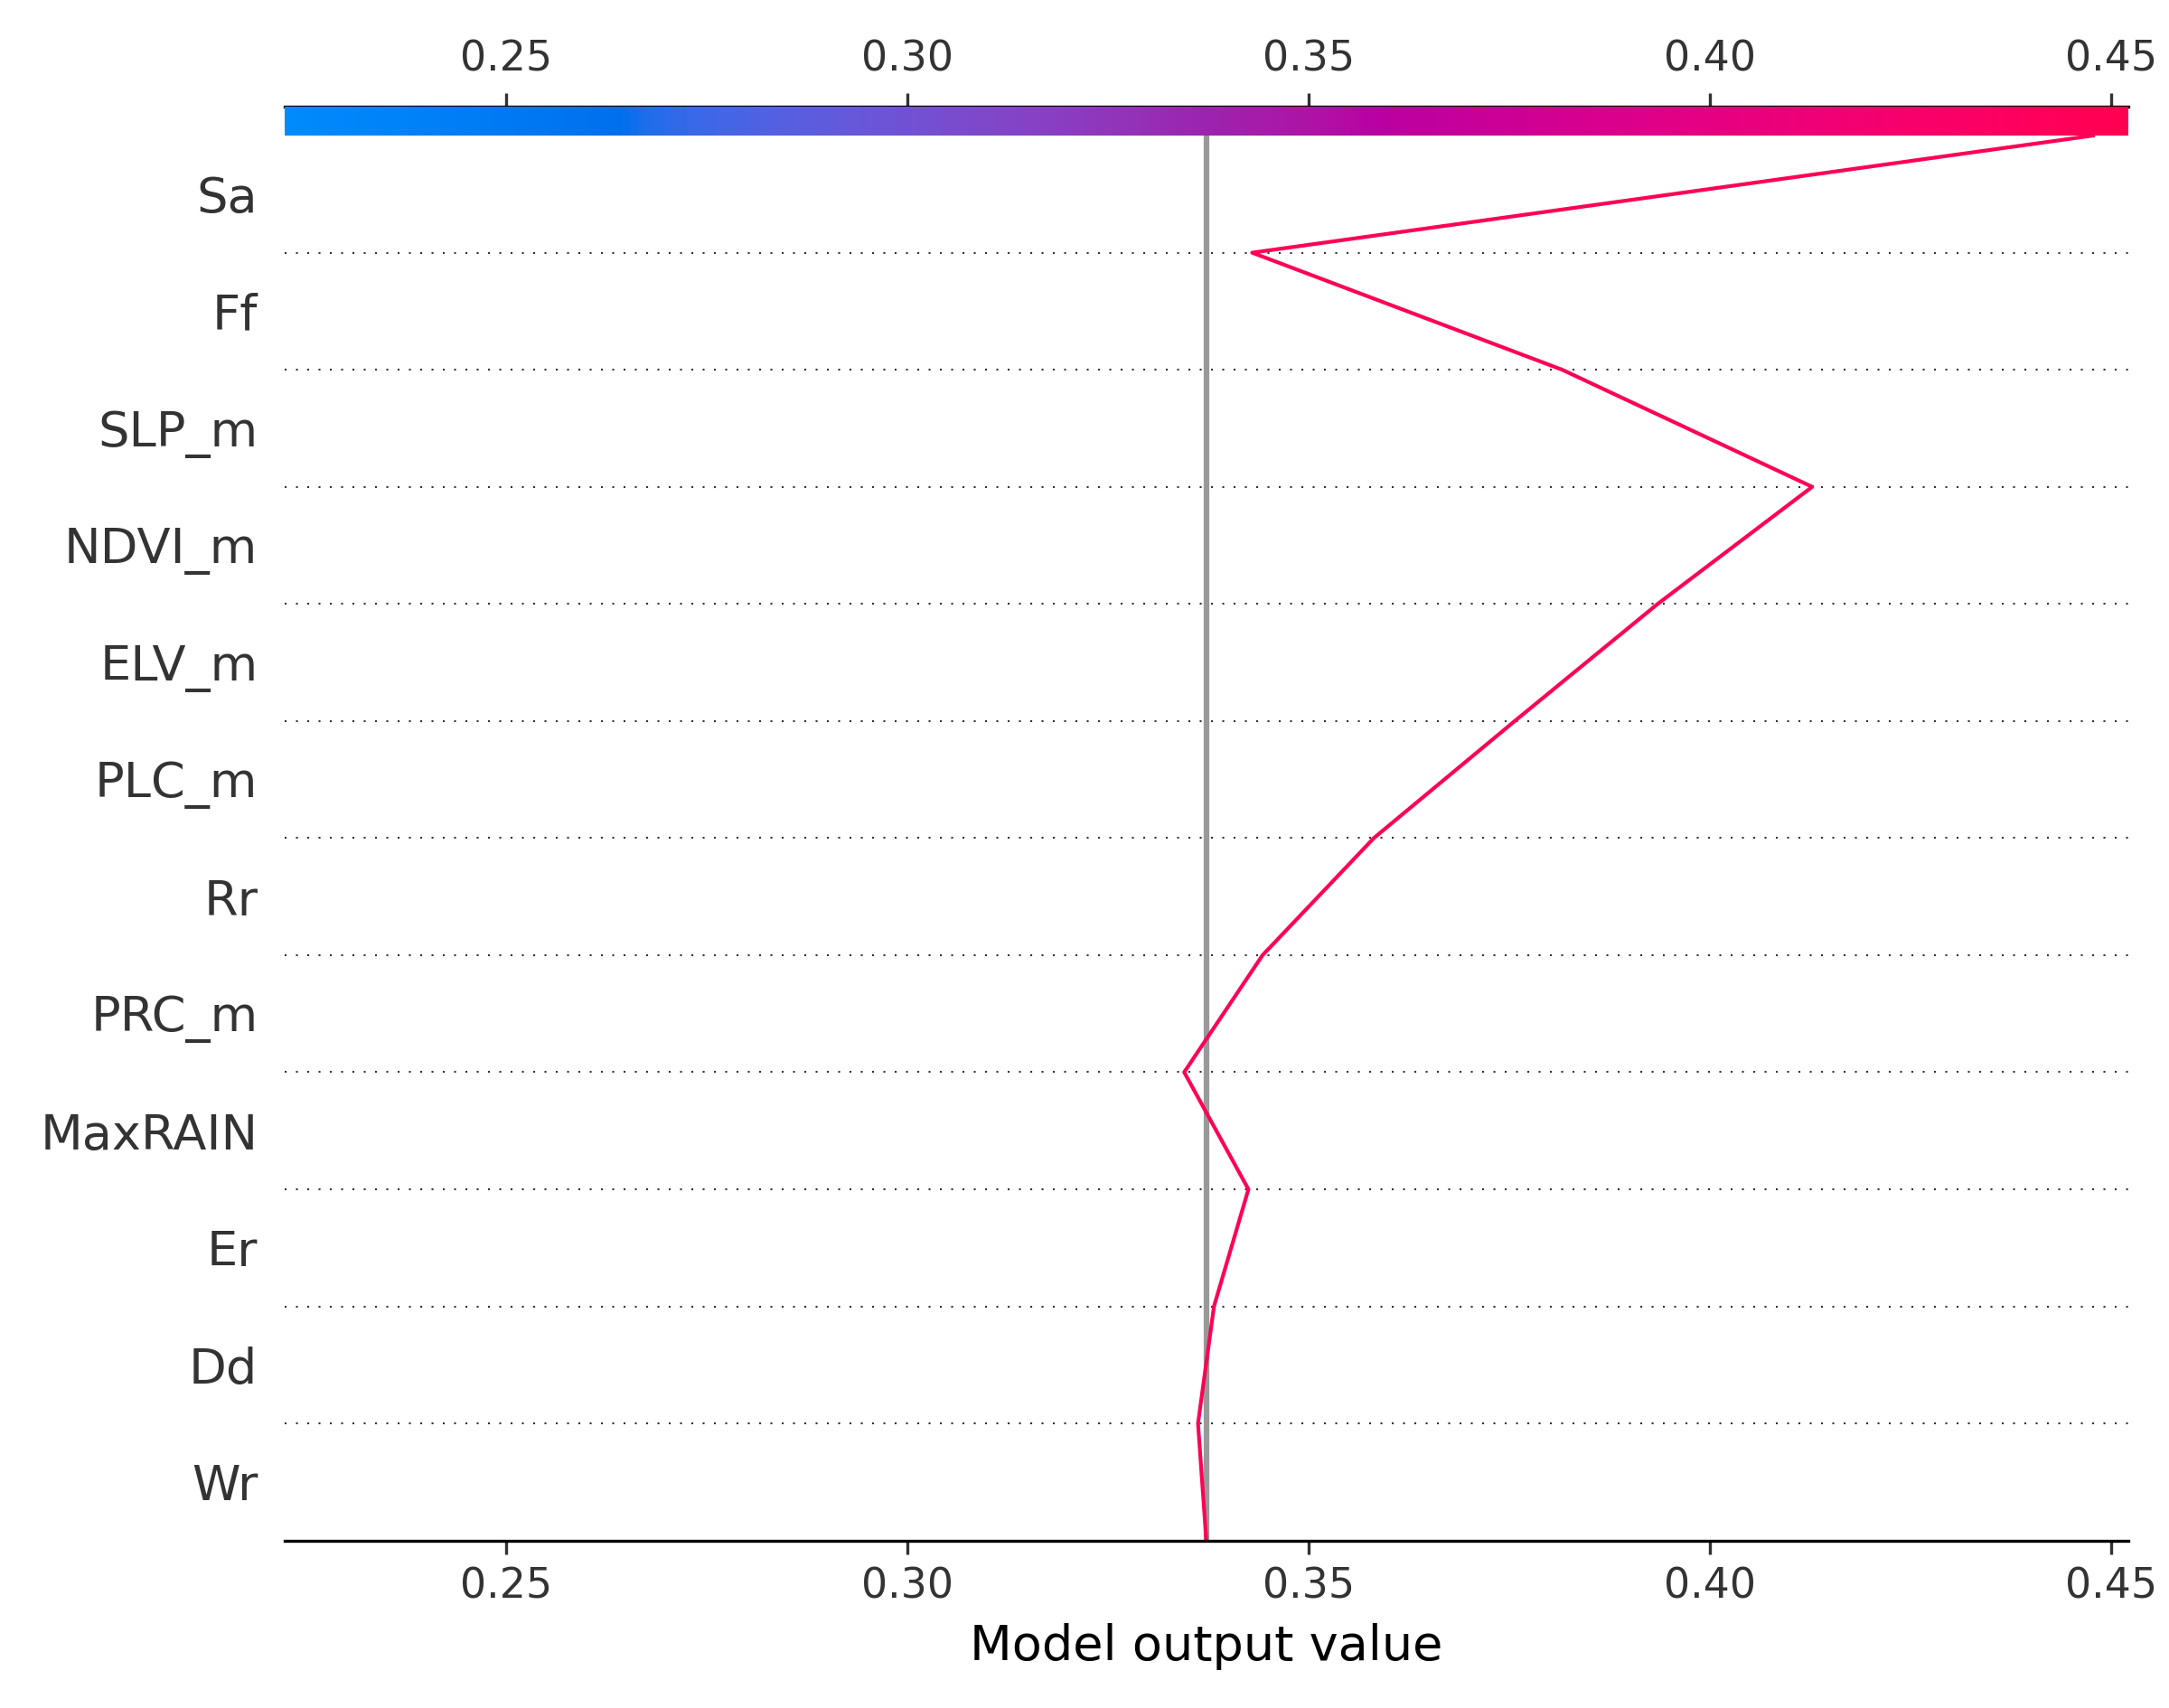 0.25 0.30 0.35 0.40 0.45
Sa
Ff
SLP_m
NDVI_m
ELV_m
PLC_m
Rr
PRC_m
MaxRAIN
Er
Dd
Wr
0.25 0.30 0.35 0.40 0.45
Model output value